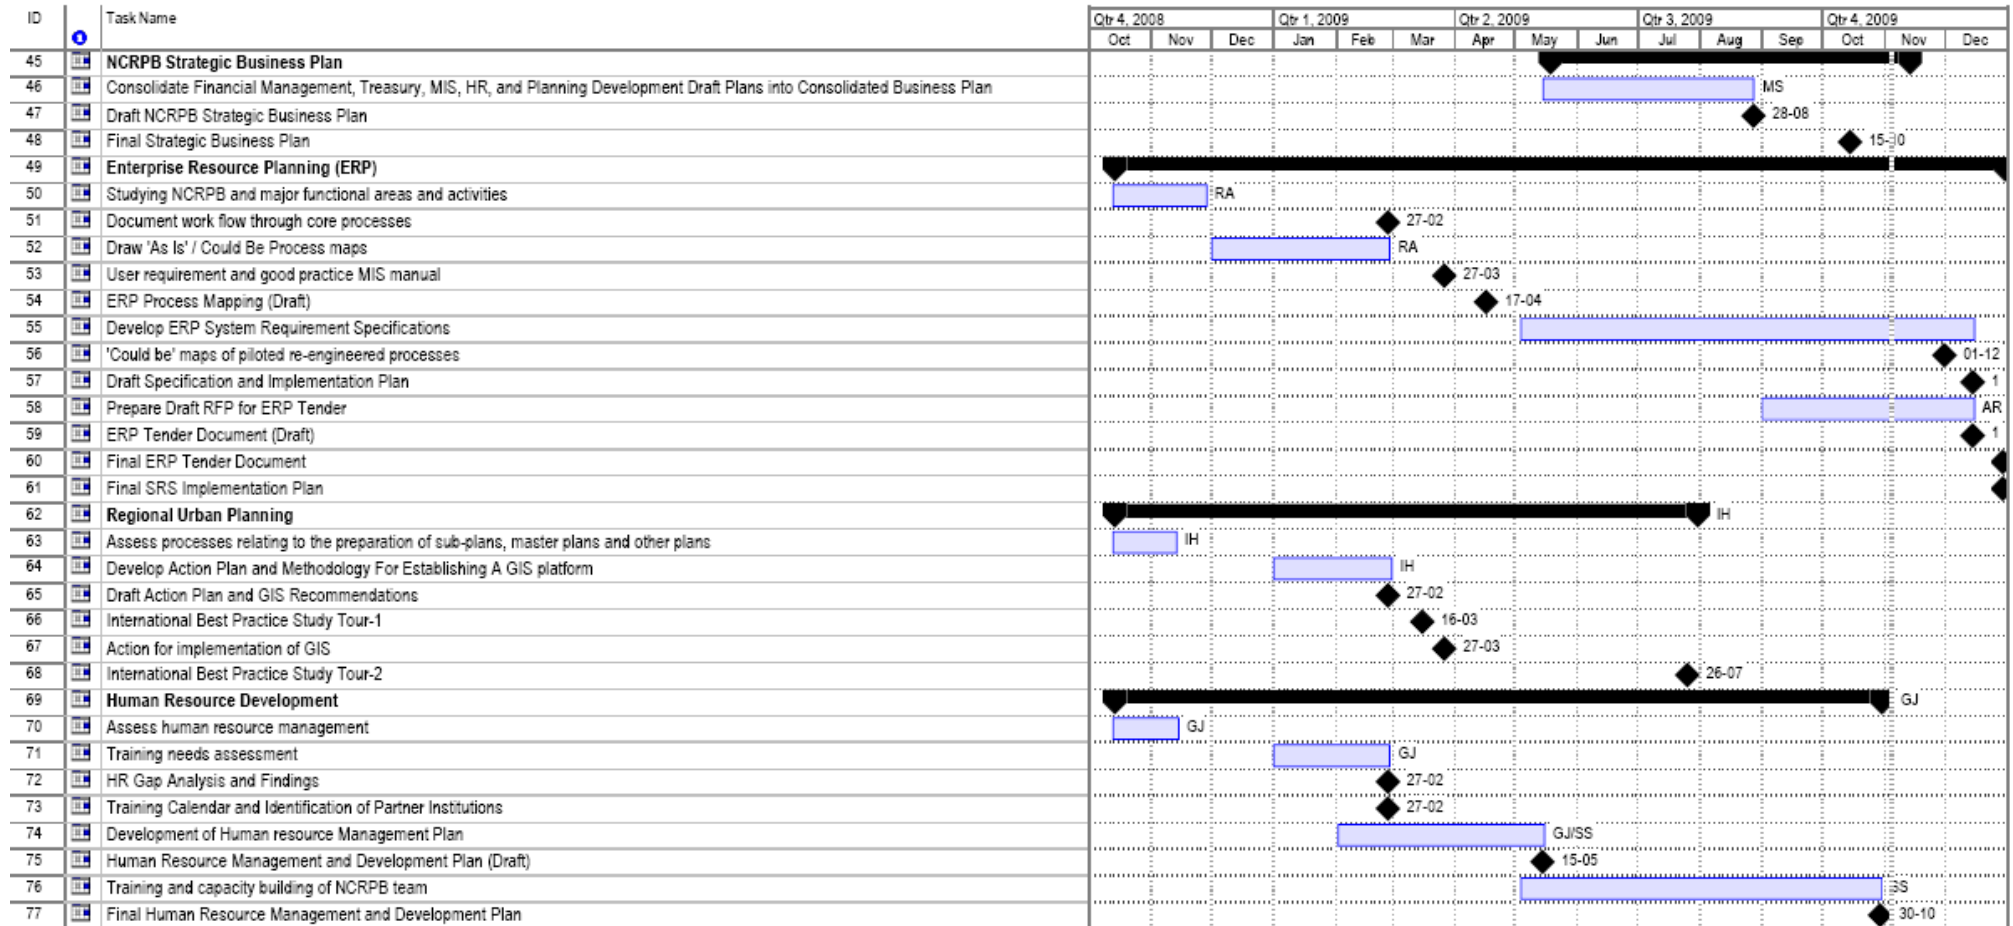 ID Task Name Qtr 4, 2008 Qtr 1, 2009 Qtr 2, 2009 Qtr 3, 2009 Qtr 4, 2009
Oct Nov Dec Jan Feb Mar Apr May Jun Jul Aug Sep Oct Nov Dec
45 NCRPB Strategic Business Plan
46 Consolidate Financial Management, Treasury, MIS, HR, and Planning Development Draft Plans into Consolidated Business Plan MS
47 Draft NCRPB Strategic Business Plan 28-08
48 Final Strategic Business Plan 15-10
49 Enterprise Resource Planning (ERP)
50 Studying NCRPB and major functional areas and activities RA
51 Document work flow through core processes 27-02
52 Draw 'As Is' / Could Be Process maps RA
53 User requirement and good practice MIS manual 27-03
54 ERP Process Mapping (Draft) 17-04
55 Develop ERP System Requirement Specifications
56 'Could be' maps of piloted re-engineered processes 01-12
57 Draft Specification and Implementation Plan 1
58 Prepare Draft RFP for ERP Tender AR
59 ERP Tender Document (Draft) 1
60 Final ERP Tender Document
61 Final SRS Implementation Plan
62 Regional Urban Planning IH
63 Assess processes relating to the preparation of sub-plans, master plans and other plans IH
64 Develop Action Plan and Methodology For Establishing A GIS platform IH
65 Draft Action Plan and GIS Recommendations 27-02
66 International Best Practice Study Tour-1 16-03
67 Action for implementation of GIS 27-03
68 International Best Practice Study Tour-2 26-07
69 Human Resource Development GJ
70 Assess human resource management GJ
71 Training needs assessment GJ
72 HR Gap Analysis and Findings 27-02
73 Training Calendar and Identification of Partner Institutions 27-02
74 Development of Human resource Management Plan GJ/SS
75 Human Resource Management and Development Plan (Draft) 15-05
76 Training and capacity building of NCRPB team SS
77 Final Human Resource Management and Development Plan 30-10